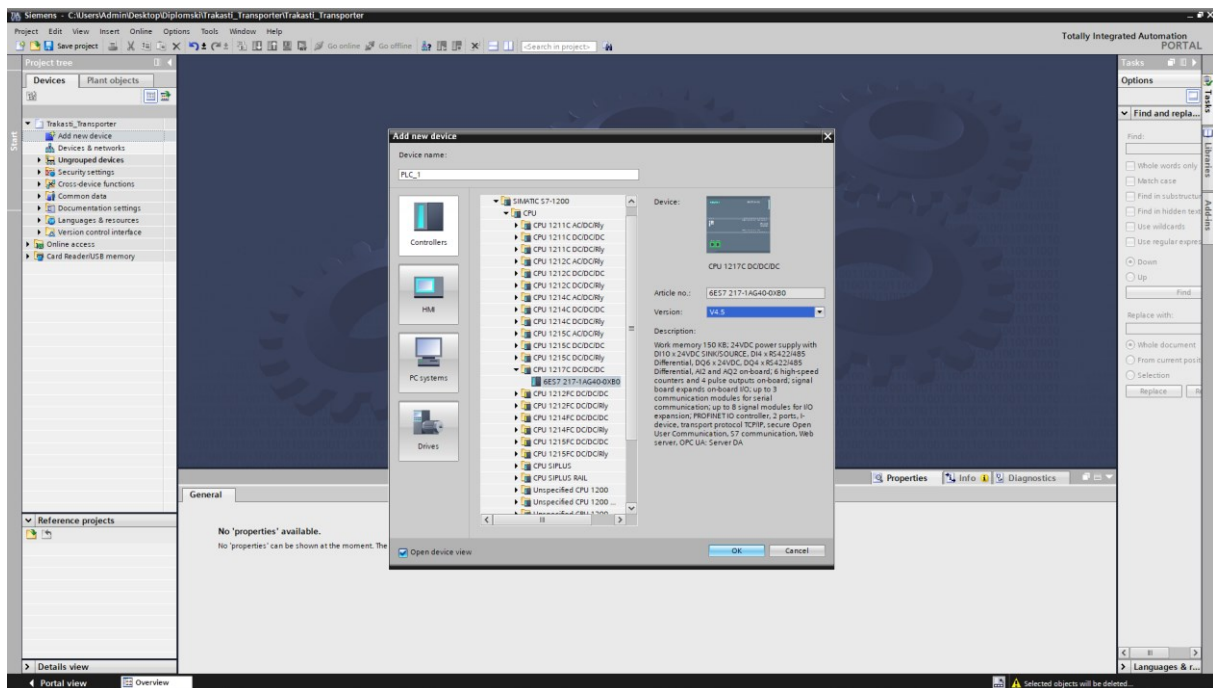 Siemens - C:\Users\Admin\Desktop\Diplomski\Trakasti_Transporter\Trakasti_Transporter
Project Edit View Insert Online Options Tools Window Help
Totally Integrated Automation
PORTAL
Save project
Go online
Go offline
<Search in project>
Project tree
Devices
Plant objects
Start
Trakasti_Transporter
Add new device
Devices & networks
Ungrouped devices
Security settings
Cross-device functions
Common data
Documentation settings
Languages & resources
Version control interface
Online access
Card Reader/USB memory
Reference projects
Details view
Portal view
Overview
Add new device
Device name:
PLC_1
Controllers
HMI
PC systems
Drives
SIMATIC S7-1200
CPU
CPU 1211C AC/DC/Rly
CPU 1211C DC/DC/DC
CPU 1211C DC/DC/Rly
CPU 1212C AC/DC/Rly
CPU 1212C DC/DC/DC
CPU 1212C DC/DC/Rly
CPU 1214C AC/DC/Rly
CPU 1214C DC/DC/DC
CPU 1214C DC/DC/Rly
CPU 1215C AC/DC/Rly
CPU 1215C DC/DC/DC
CPU 1215C DC/DC/Rly
CPU 1217C DC/DC/DC
6ES7 217-1AG40-0XB0
CPU 1212FC DC/DC/DC
CPU 1212FC DC/DC/Rly
CPU 1214FC DC/DC/DC
CPU 1214FC DC/DC/Rly
CPU 1215FC DC/DC/DC
CPU 1215FC DC/DC/Rly
CPU SIPLUS
CPU SIPLUS RAIL
Unspecified CPU 1200
Unspecified CPU 1200 ...
Device:
CPU 1217C DC/DC/DC
Article no.:
6ES7 217-1AG40-0XB0
Version:
V4.5
Description:
Work memory 150 KB; 24VDC power supply with
DI10 x 24VDC SINK/SOURCE, DI4 x RS422/485
Differential, DQ6 x 24VDC, DQ4 x RS422/485
Differential, AI2 and AQ2 on-board; 6 high-speed
counters and 4 pulse outputs on-board; signal
board expands on-board I/O; up to 3
communication modules for serial
communication; up to 8 signal modules for I/O
expansion; PROFINET IO controller, 2 ports, I-
device, transport protocol TCP/IP, secure Open
User Communication, S7 communication, Web
server, OPC UA: Server DA
Open device view
OK
Cancel
Properties
Info
Diagnostics
General
No 'properties' available.
No 'properties' can be shown at the moment. The
Tasks
Options
Find and repla...
Find:
Whole words only
Match case
Find in substructur
Find in hidden text
Use wildcards
Use regular expres
Down
Up
Find
Replace with:
Whole document
From current posit
Selection
Replace
Languages & r...
Tasks
Libraries
Add-ins
Selected objects will be deleted...